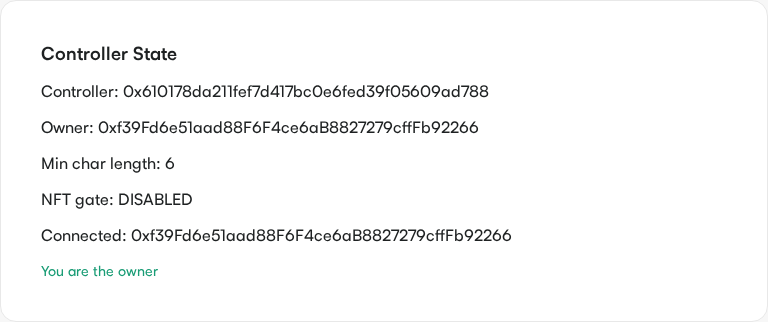 Controller State
Controller: 0x610178da211fef7d417bc0e6fed39f05609ad788
Owner: 0xf39Fd6e51aad88F6F4ce6aB8827279cffFb92266
Min char length: 6
NFT gate: DISABLED
Connected: 0xf39Fd6e51aad88F6F4ce6aB8827279cffFb92266
You are the owner